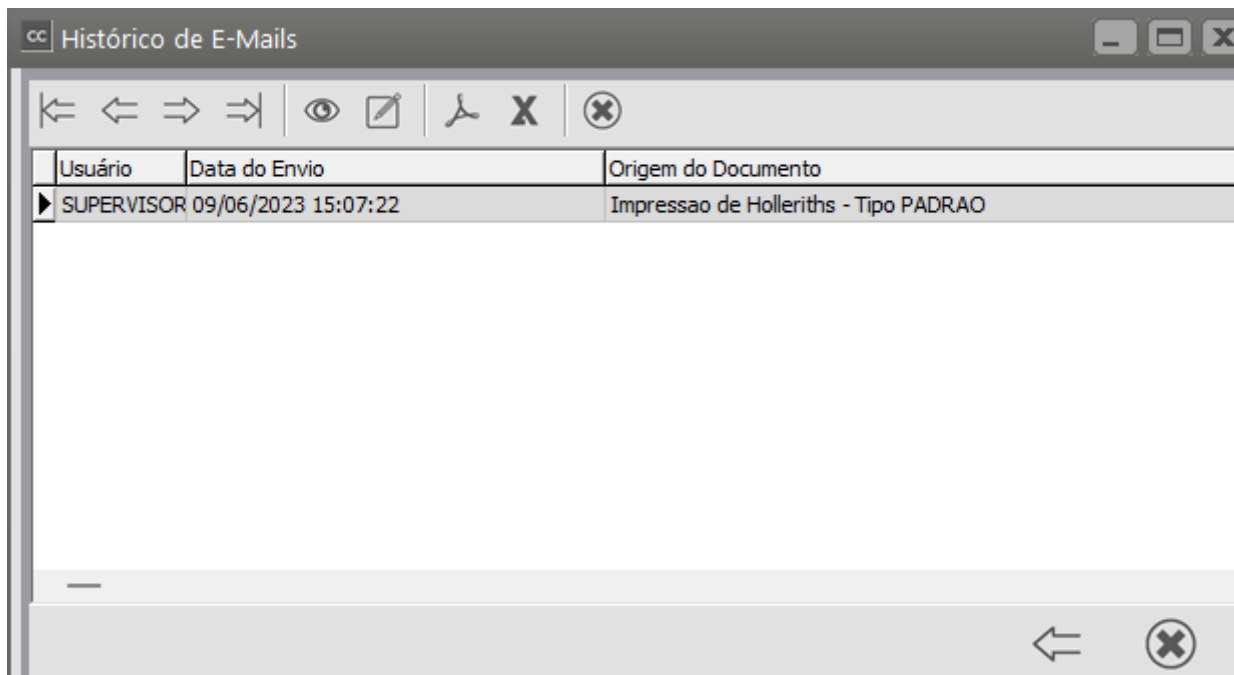 CC Histórico de E-Mails
Usuário Data do Envio Origem do Documento
SUPERVISOR 09/06/2023 15:07:22 Impressao de Holleriths - Tipo PADRAO